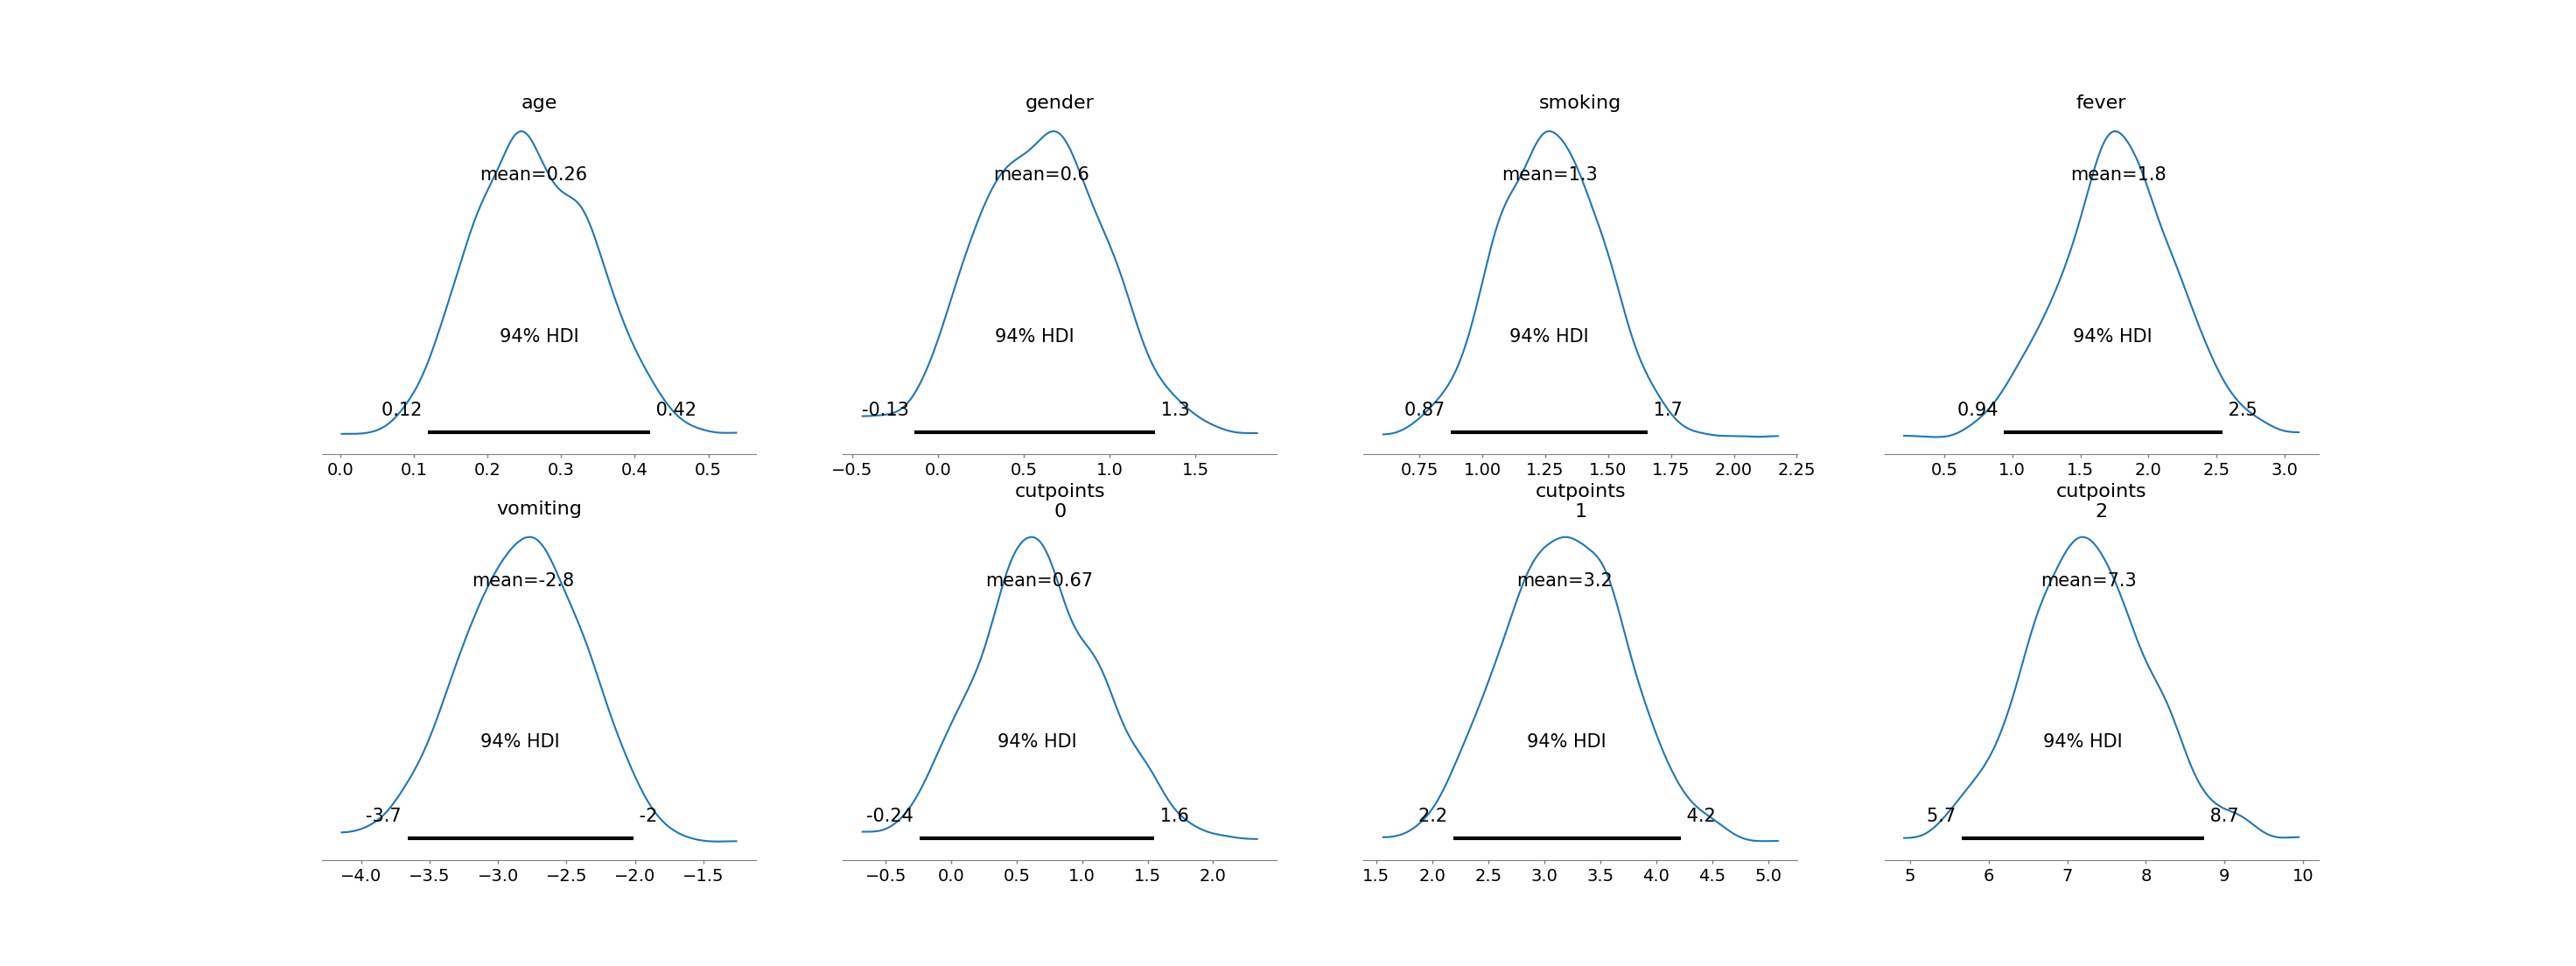 age
mean=0.26
94% HDI
0.12 0.42
0.0 0.1 0.2 0.3 0.4 0.5
gender
mean=0.6
94% HDI
-0.13 1.3
−0.5 0.0 0.5 1.0 1.5
smoking
mean=1.3
94% HDI
0.87 1.7
0.75 1.00 1.25 1.50 1.75 2.00 2.25
fever
mean=1.8
94% HDI
0.94 2.5
0.5 1.0 1.5 2.0 2.5 3.0
vomiting
mean=-2.8
94% HDI
-3.7 -2
−4.0 −3.5 −3.0 −2.5 −2.0 −1.5
cutpoints
0
mean=0.67
94% HDI
-0.24 1.6
−0.5 0.0 0.5 1.0 1.5 2.0
cutpoints
1
mean=3.2
94% HDI
2.2 4.2
1.5 2.0 2.5 3.0 3.5 4.0 4.5 5.0
cutpoints
2
mean=7.3
94% HDI
5.7 8.7
5 6 7 8 9 10